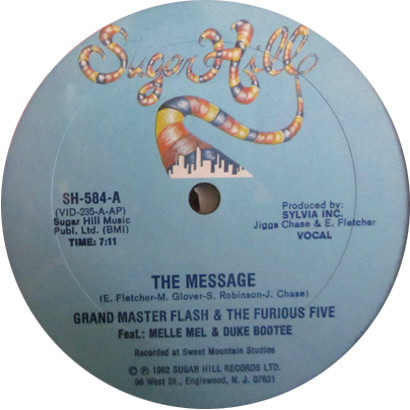 Sugar Hill
SH-584-A
(VID-235-A-AP)
Sugar Hill Music
Publ. Ltd. (BMI)
TIME: 7:11
Produced by:
SYLVIA INC.
Jiggs Chase & E. Fletcher
VOCAL
THE MESSAGE
(E. Fletcher-M. Glover-S. Robinson-J. Chase)
GRAND MASTER FLASH & THE FURIOUS FIVE
Feat.: MELLE MEL & DUKE BOOTEE
Recorded at Sweet Mountain Studios
© ℗ 1982 SUGAR HILL RECORDS LTD.
96 West St., Englewood, N. J. 07631